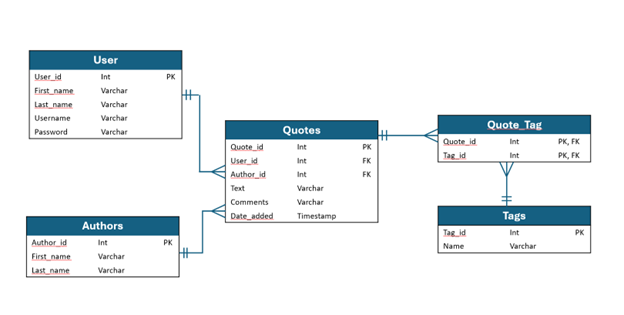 User
User_id Int PK
First_name Varchar
Last_name Varchar
Username Varchar
Password Varchar
Authors
Author_id Int PK
First_name Varchar
Last_name Varchar
Quotes
Quote_id Int PK
User_id Int FK
Author_id Int FK
Text Varchar
Comments Varchar
Date_added Timestamp
Quote_Tag
Quote_id Int PK, FK
Tag_id Int PK, FK
Tags
Tag_id Int PK
Name Varchar